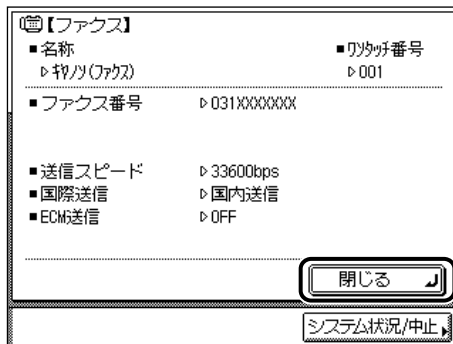 【ファクス】
■名称 ■ワンタッチ番号
▷ｷﾔﾉﾝ(ﾌｧｸｽ) ▷001
■ファクス番号 ▷031XXXXXXX
■送信スピード ▷33600bps
■国際送信 ▷国内送信
■ECM送信 ▷OFF
閉じる
システム状況/中止